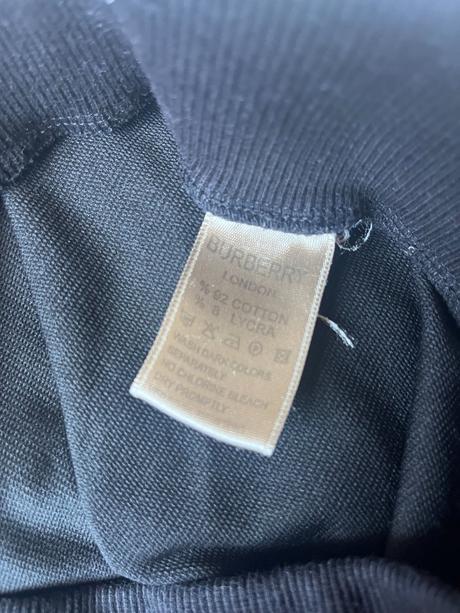 BURBERRY
LONDON
% 92 COTTON
% 8 LYCRA
WASH DARK COLORS
SEPARATELY
NO CHLORINE BLEACH
DRY PROMPTLY